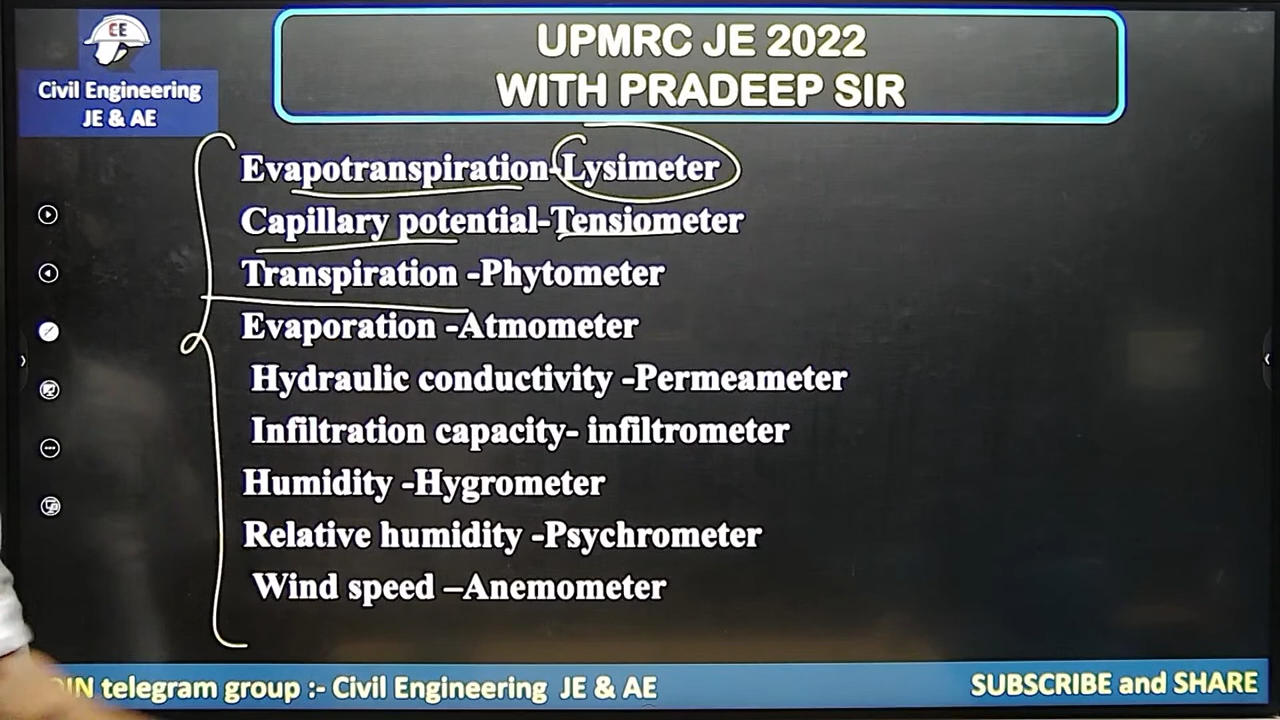 EE
Civil Engineering
JE & AE
UPMRC JE 2022
WITH PRADEEP SIR
Evapotranspiration-Lysimeter
Capillary potential-Tensiometer
Transpiration -Phytometer
Evaporation -Atmometer
Hydraulic conductivity -Permeameter
Infiltration capacity- infiltrometer
Humidity -Hygrometer
Relative humidity -Psychrometer
Wind speed –Anemometer
telegram group :- Civil Engineering JE & AE
SUBSCRIBE and SHARE